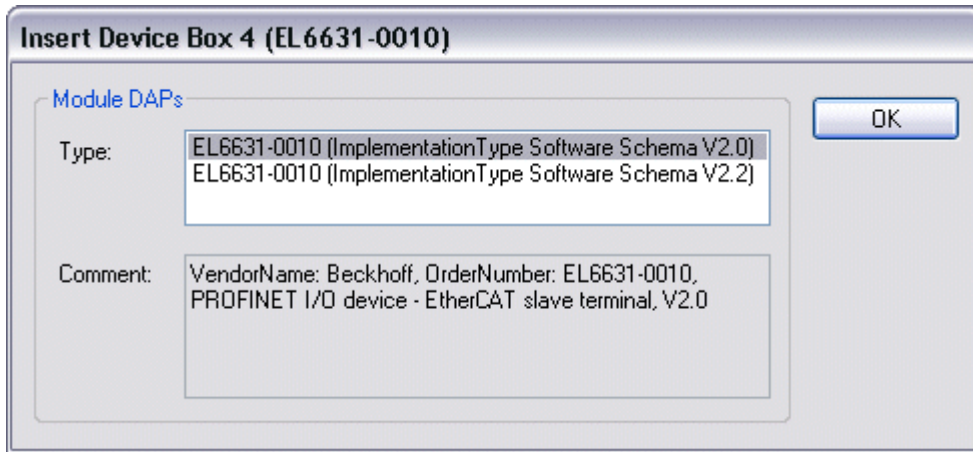 Insert Device Box 4 (EL6631-0010)
Module DAPs
OK
Type:
EL6631-0010 (ImplementationType Software Schema V2.0)
EL6631-0010 (ImplementationType Software Schema V2.2)
Comment:
VendorName: Beckhoff, OrderNumber: EL6631-0010,
PROFINET I/O device - EtherCAT slave terminal, V2.0